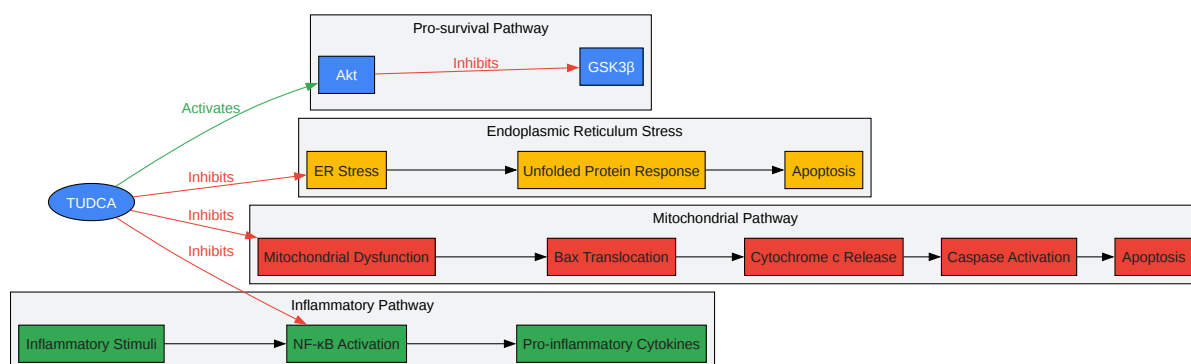 Pro-survival Pathway
Akt
Inhibits
GSK3β
Activates
Endoplasmic Reticulum Stress
ER Stress
Unfolded Protein Response
Apoptosis
Inhibits
TUDCA
Inhibits
Mitochondrial Pathway
Inhibits
Mitochondrial Dysfunction
Bax Translocation
Cytochrome c Release
Caspase Activation
Apoptosis
Inflammatory Pathway
Inflammatory Stimuli
NF-κB Activation
Pro-inflammatory Cytokines